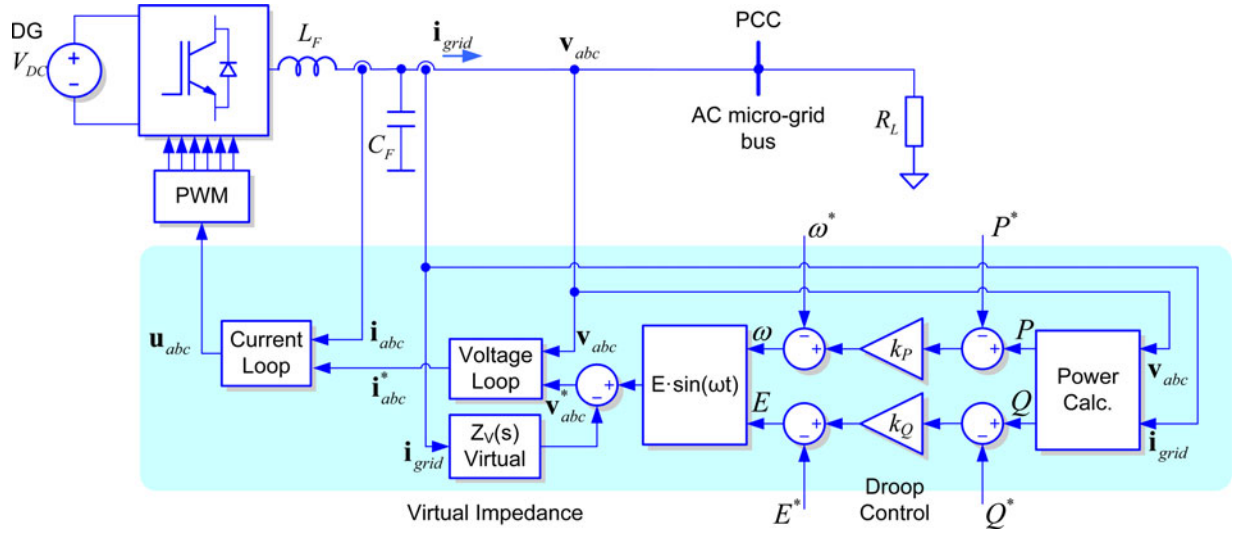 DG
V_DC
+
−
L_F
i_grid
v_abc
PCC
AC micro-grid
bus
R_L
C_F
PWM
ω*
P*
u_abc
Current
Loop
i_abc
i*_abc
Voltage
Loop
v_abc
v*_abc
+
−
E·sin(ωt)
ω
E
−
+
+
−
k_P
k_Q
−
+
+
−
P
Q
Power
Calc.
v_abc
i_grid
i_grid
Z_V(s)
Virtual
Virtual Impedance
E*
Droop
Control
Q*